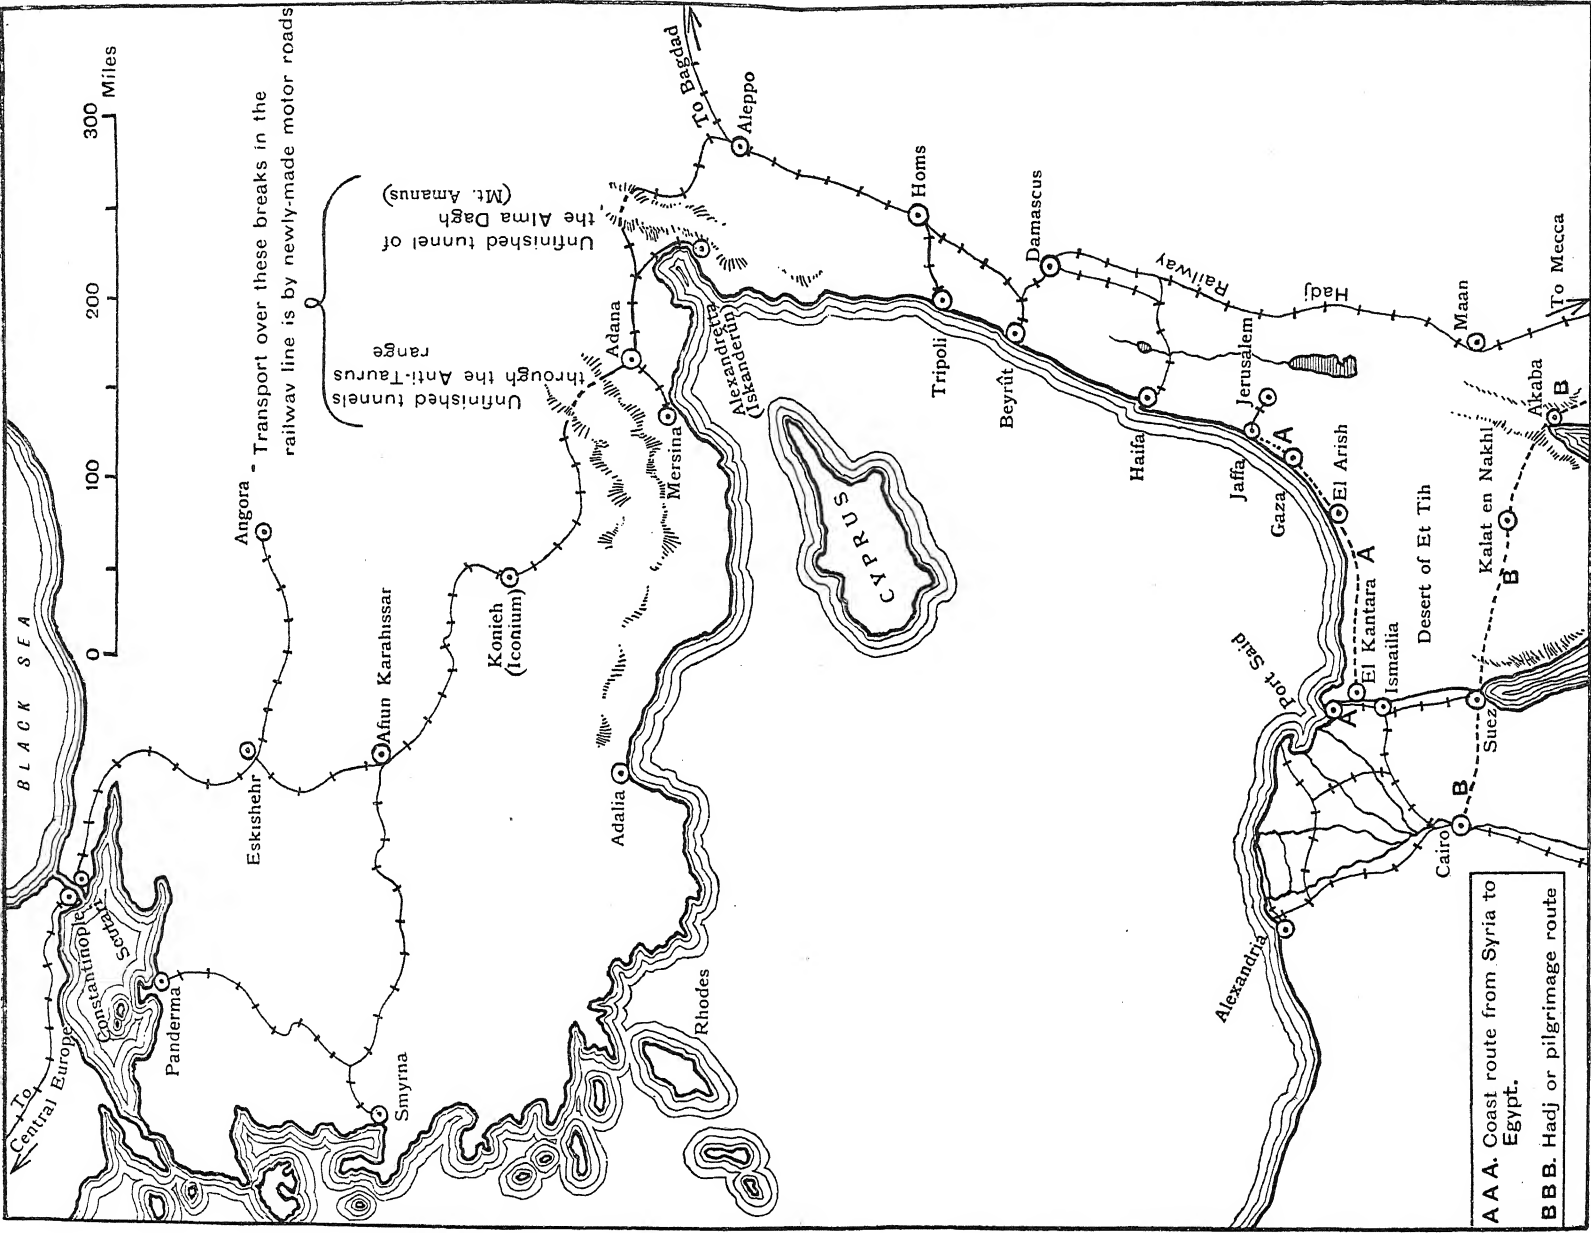 BLACK SEA
To
Central Europe
Constantinople
Scutari
Panderma
Smyrna
Eskishehr
Angora
Afiun Karahissar
Konieh
(Iconium)
Adalia
Rhodes
0 100 200 300 Miles
Transport over these breaks in the
railway line is by newly-made motor roads
Unfinished tunnels
through the Anti-Taurus
range
Unfinished tunnel of
the Alma Dagh
(Mt. Amanus)
Adana
Mersina
Alexandretta
(Iskanderûn
To Bagdad
Aleppo
CYPRUS
Homs
Tripoli
Beyrût
Damascus
Haifa
Railway
Hadj
Jerusalem
Jaffa
A
Gaza
El Arish
A
Maan
To Mecca
Akaba
B
Kalat en Nakhl
B
Desert of Et Tih
El Kantara
Ismailia
Port Said
A
Suez
B
Cairo
Alexandria
A A A. Coast route from Syria to
Egypt.
B B B. Hadj or pilgrimage route